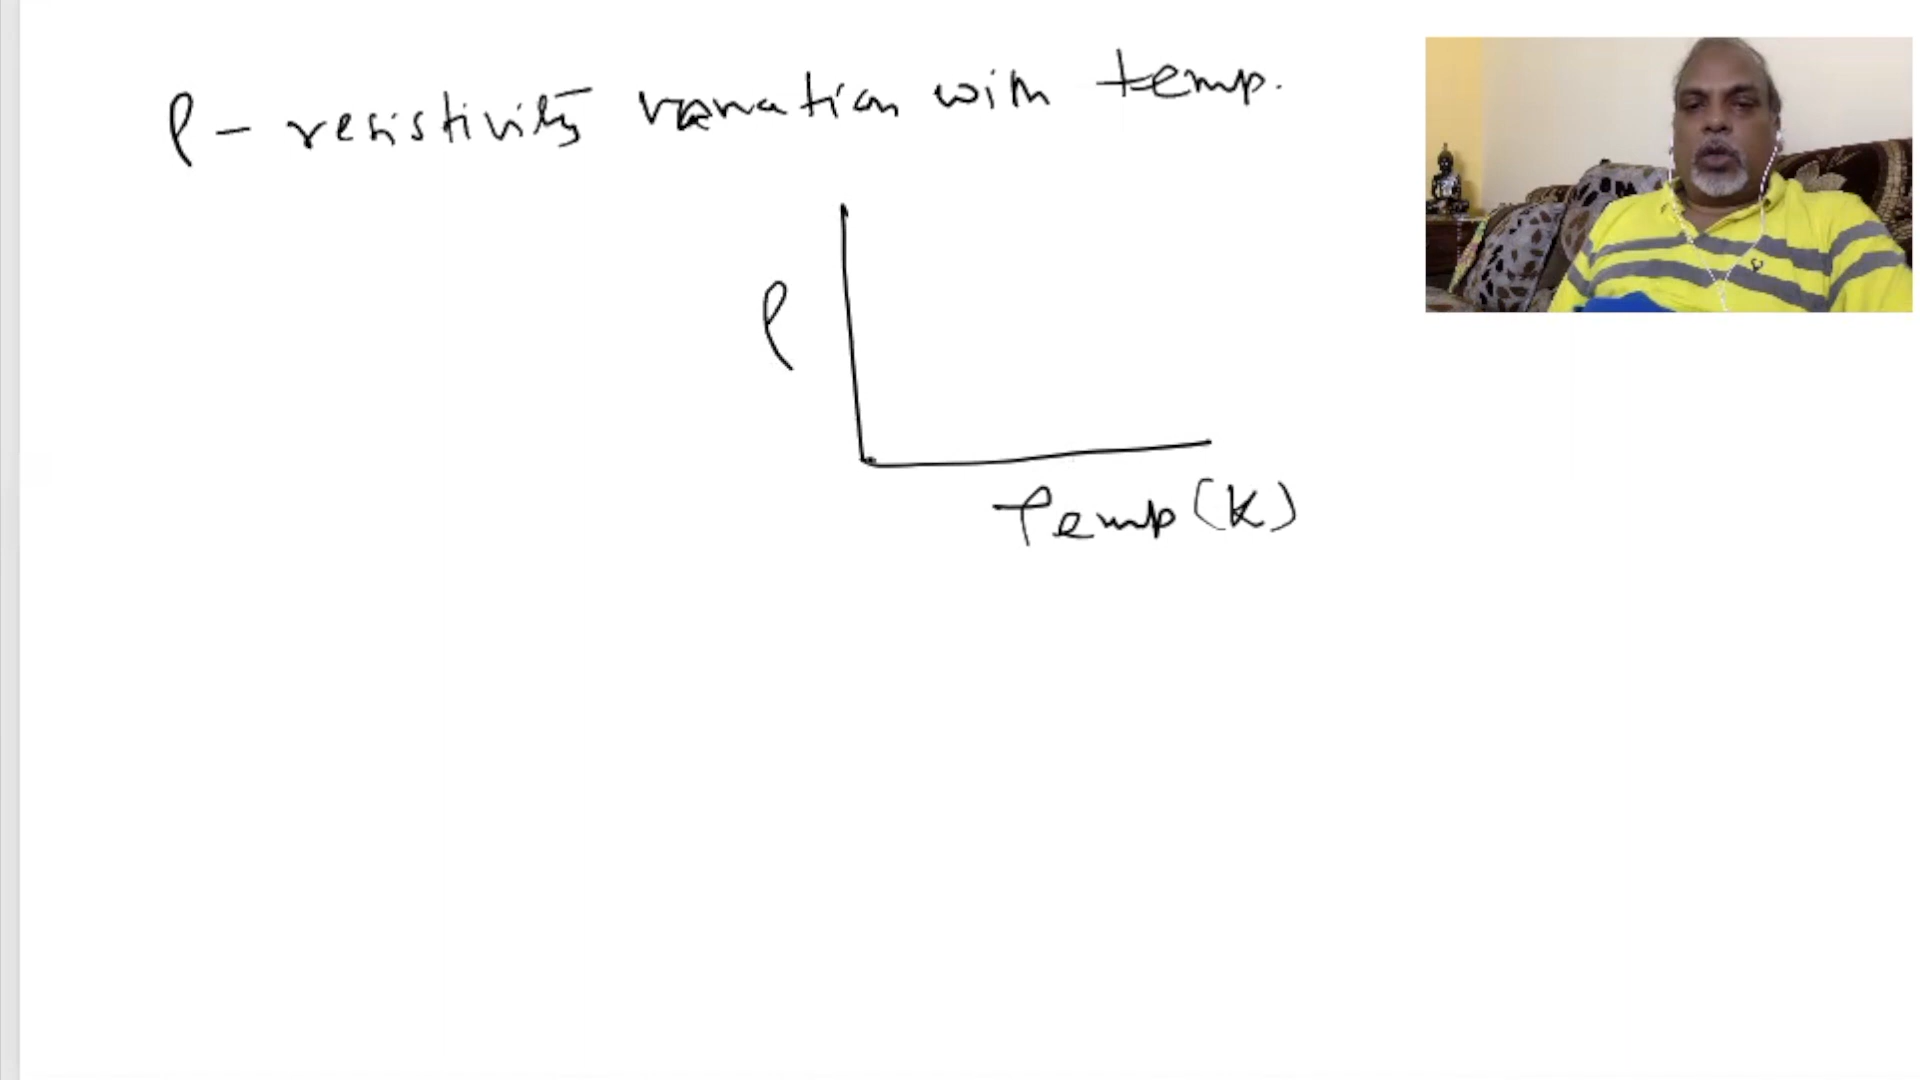 ρ - resistivity variation with temp.
ρ
Temp (K)